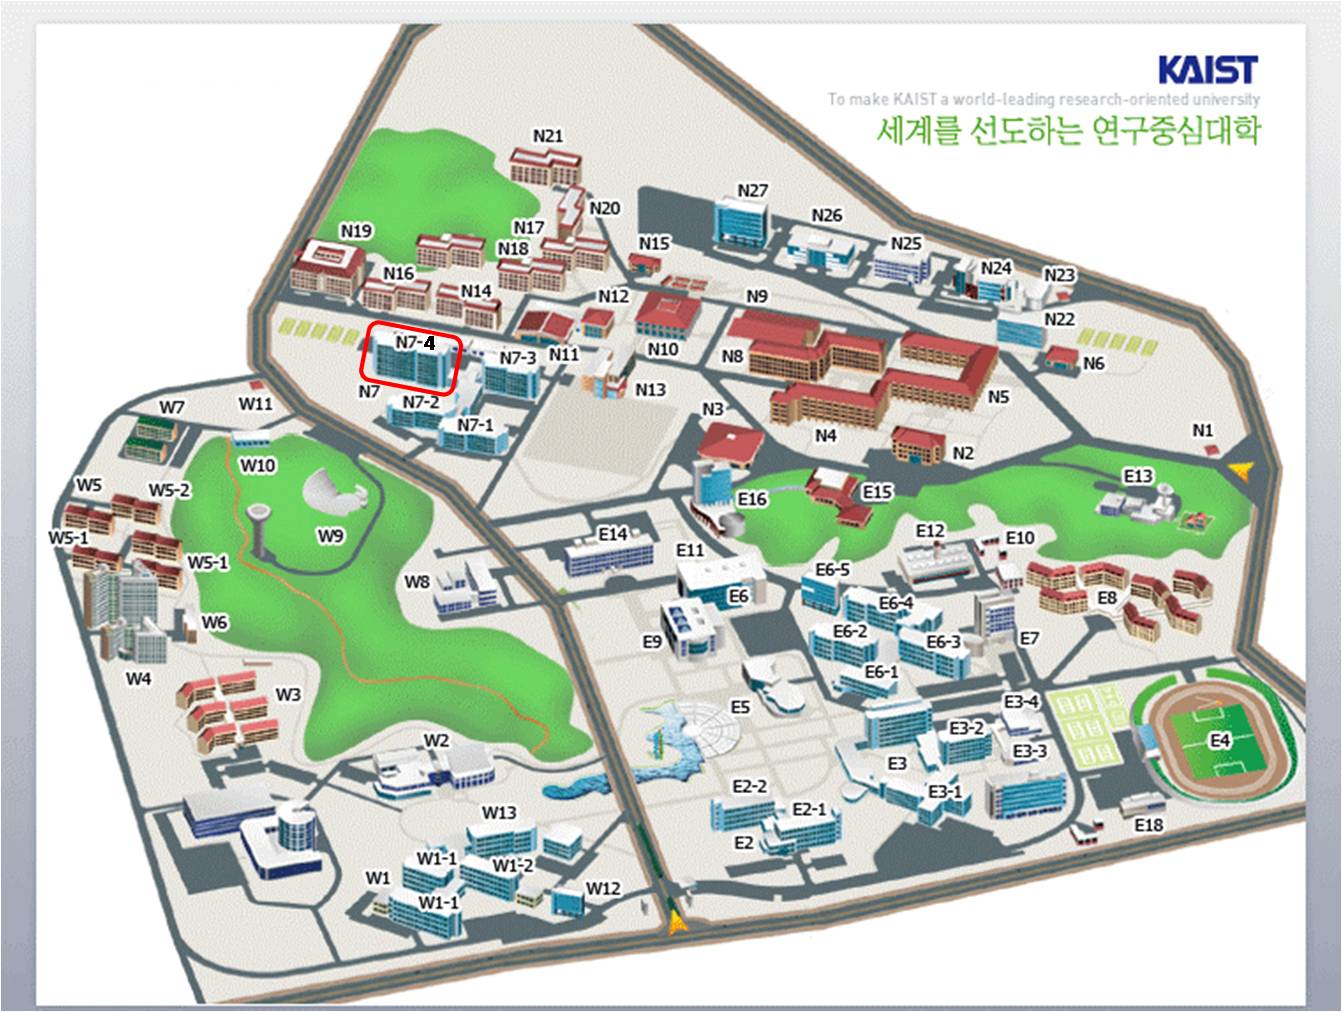 KAIST
To make KAIST a world-leading research-oriented university
세계를 선도하는 연구중심대학
N21
N27
N20
N26
N17
N19
N15
N25
N18
N24
N16
N23
N14
N12
N9
N22
N7-4
N7-3
N11
N10
N8
N6
N7
N13
N5
W11
W7
N7-2
N3
N7-1
N4
N1
N2
W10
E13
W5
W5-2
E16
E15
W9
E14
E12
E10
W5-1
E11
W5-1
E6-5
W8
E6
E6-4
E8
W6
E9
E6-2
E6-3
E7
W4
E6-1
W3
E5
E3-4
E3-2
W2
E4
E3-3
E3
E2-2
E3-1
W13
E2-1
E18
E2
W1-1
W1-2
W1
W12
W1-1